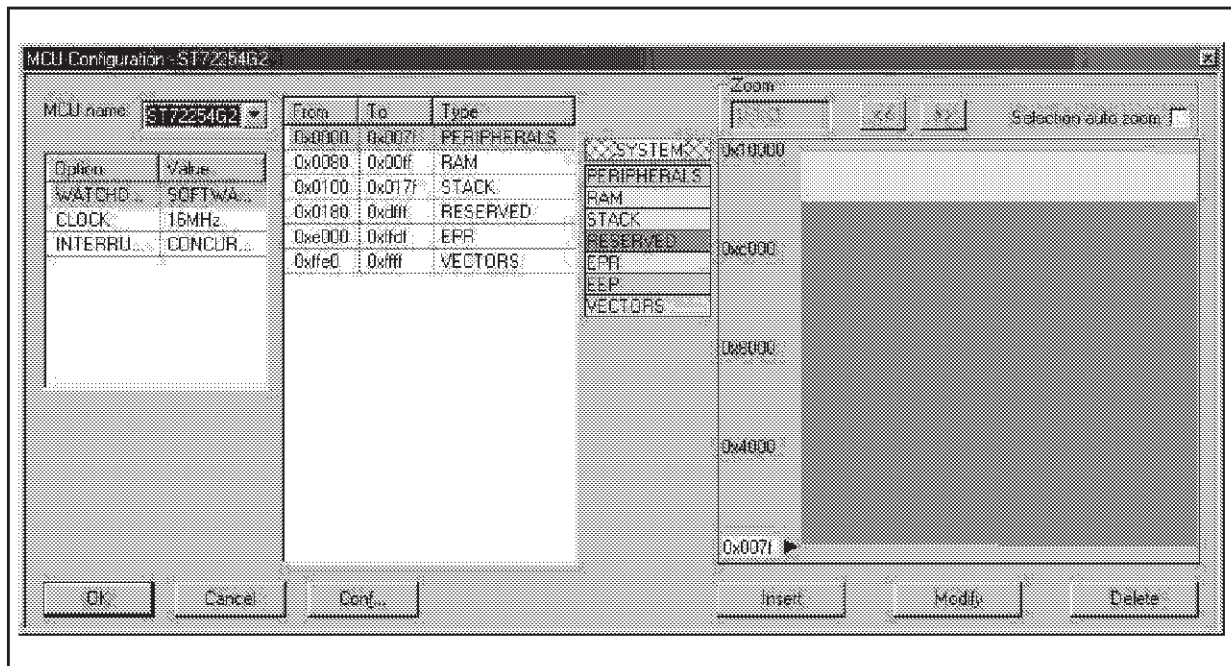 MCU Configuration - ST72254G2
MCU name: ST72254G2
Option Value
WATCHD... SOFTWA...
CLOCK 16MHz
INTERRU... CONCUR...
From To Type
0x0000 0x007f PERIPHERALS
0x0080 0x00ff RAM
0x0100 0x017f STACK
0x0180 0xdfff RESERVED
0xe000 0xffdf EPR
0xffe0 0xffff VECTORS
SYSTEM
PERIPHERALS
RAM
STACK
RESERVED
EPR
EEP
VECTORS
Zoom
<< >> Selection auto zoom
0x10000
0xc000
0x8000
0x4000
0x007f
OK Cancel Conf... Insert Modify Delete